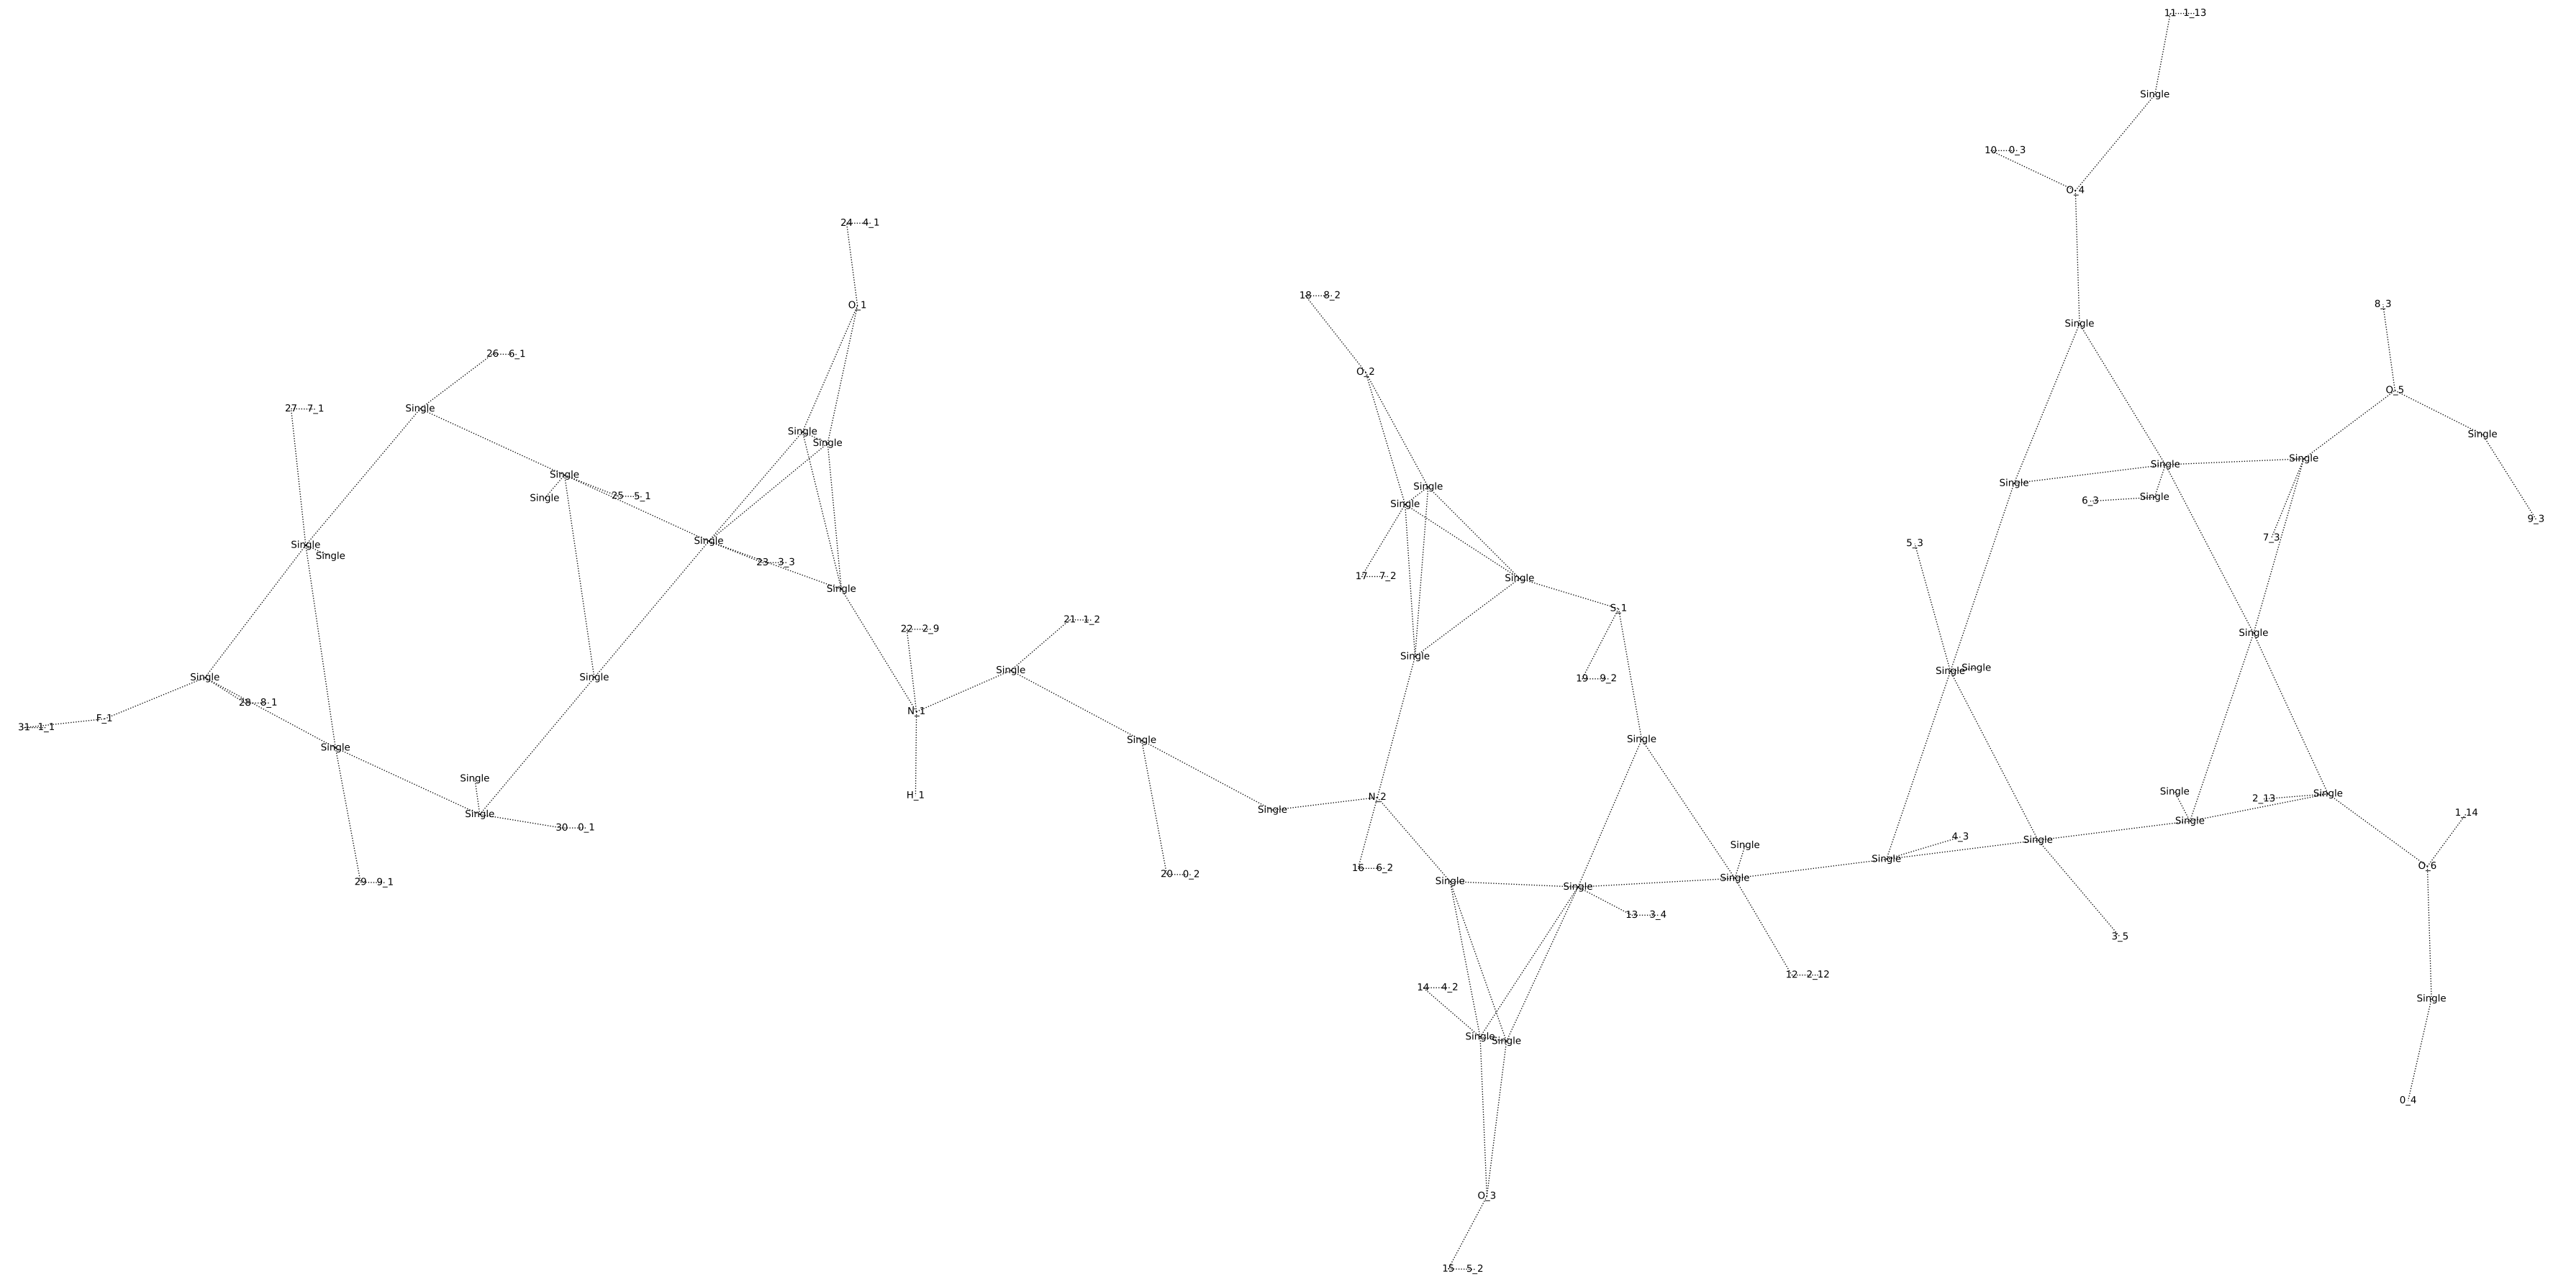 11 1_13
Single
10 0_3
O_4
24 4_1
18 8_2
O_1
8_3
Single
26 6_1
O_2
27 7_1
Single
O_5
Single
Single
Single
Single
Single
Single
Single
Single
Single
Single
25 5_1
Single
Single
6_3
9_3
Single
23 3_3
5_3
7_3
Single
Single
17 7_2
Single
Single
S_1
21 1_2
22 2_9
Single
Single
Single
Single
Single
Single
Single
19 9_2
28 8_1
F_1
N_1
31 1_1
Single
Single
Single
Single
H_1
N_2
Single
2_13
Single
Single
Single
1_14
Single
30 0_1
4_3
Single
Single
Single
O_6
16 6_2
20 0_2
Single
29 9_1
Single
Single
13 3_4
3_5
12 2_12
14 4_2
Single
Single
Single
0_4
O_3
15 5_2